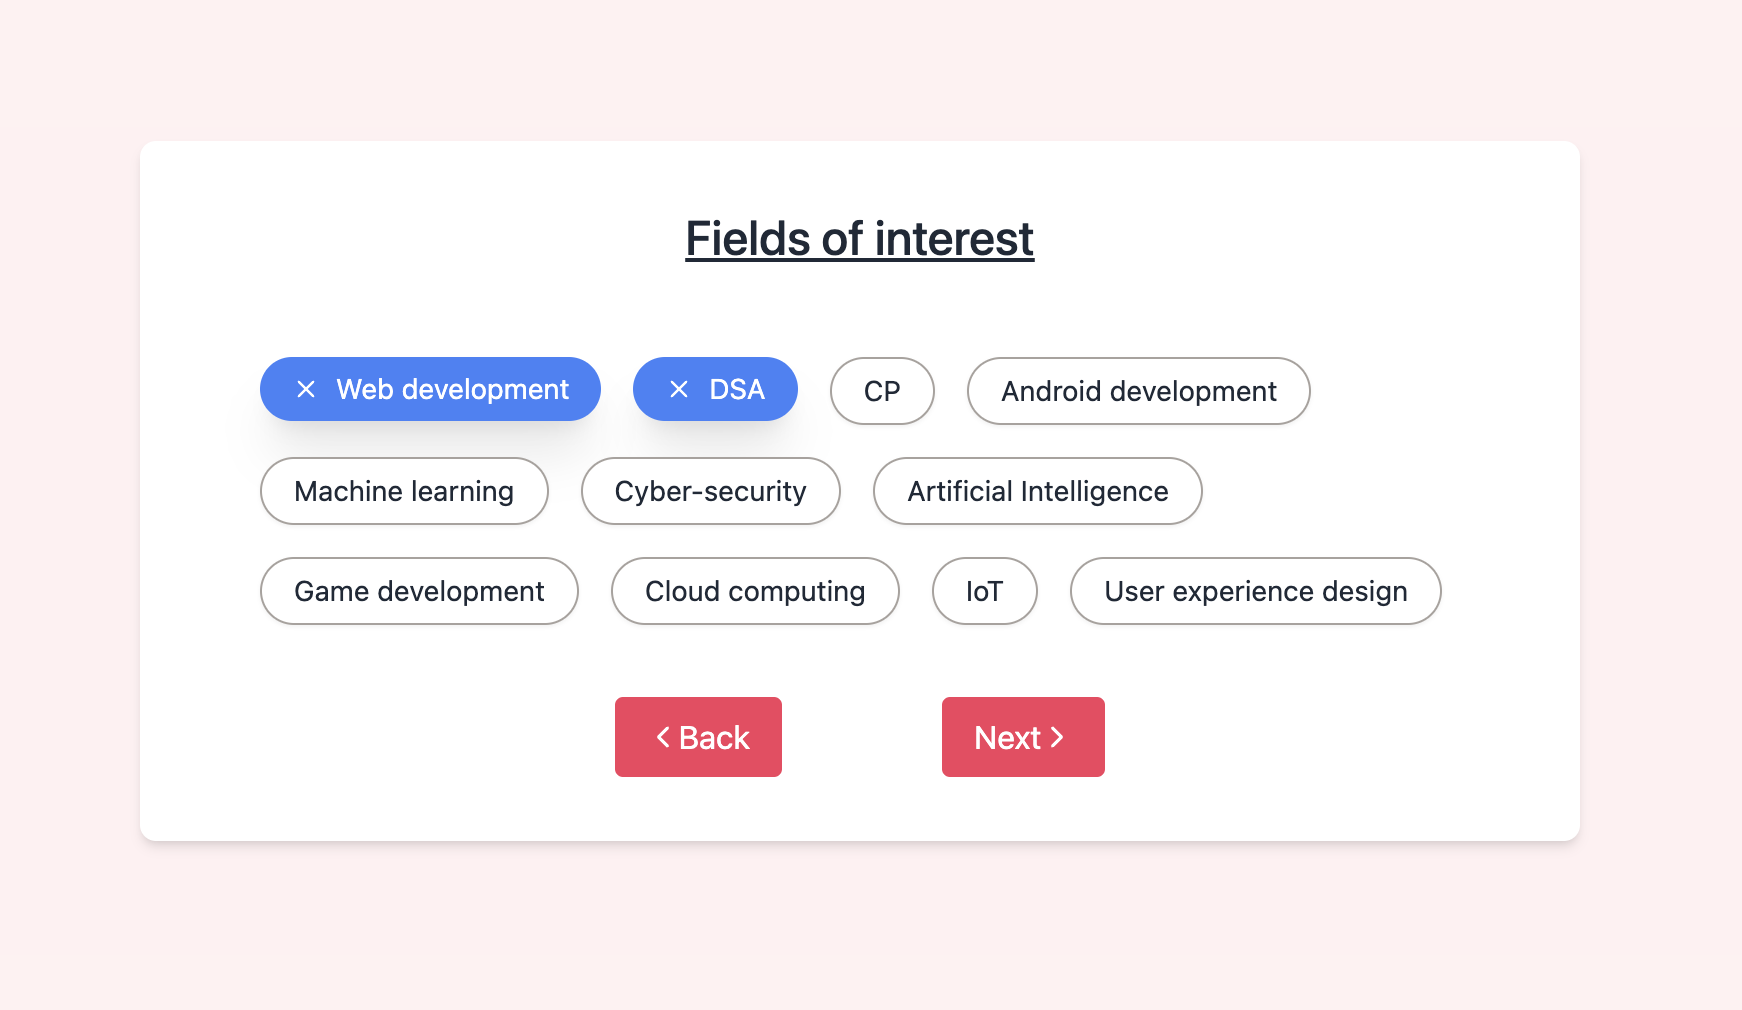 Fields of interest
Web development DSA CP Android development
Machine learning Cyber-security Artificial Intelligence
Game development Cloud computing IoT User experience design
Back Next